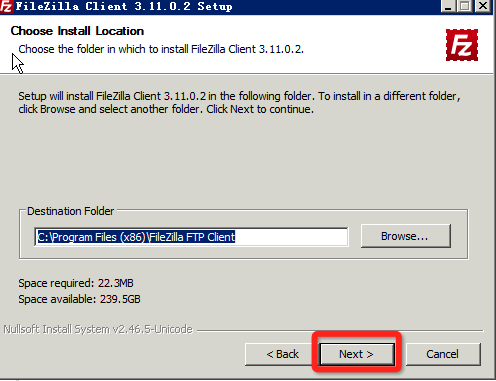 FileZilla Client 3.11.0.2 Setup
Choose Install Location
Choose the folder in which to install FileZilla Client 3.11.0.2.
FZ
Setup will install FileZilla Client 3.11.0.2 in the following folder. To install in a different folder,
click Browse and select another folder. Click Next to continue.
Destination Folder
C:\Program Files (x86)\FileZilla FTP Client
Browse...
Space required: 22.3MB
Space available: 239.5GB
Nullsoft Install System v2.46.5-Unicode
< Back
Next >
Cancel